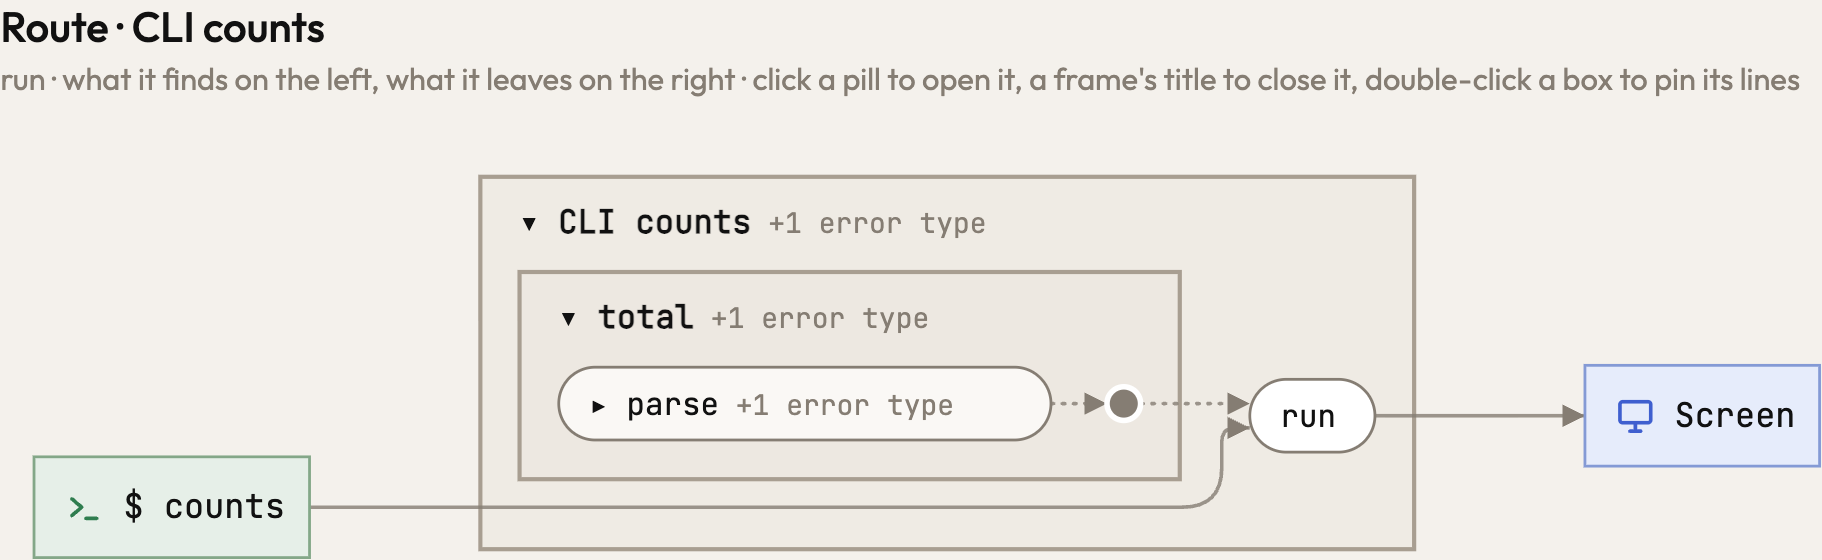 Route · CLI counts
run · what it finds on the left, what it leaves on the right · click a pill to open it, a frame's title to close it, double-click a box to pin its lines
▼ CLI counts +1 error type
▼ total +1 error type
▶ parse +1 error type
run
Screen
$ counts